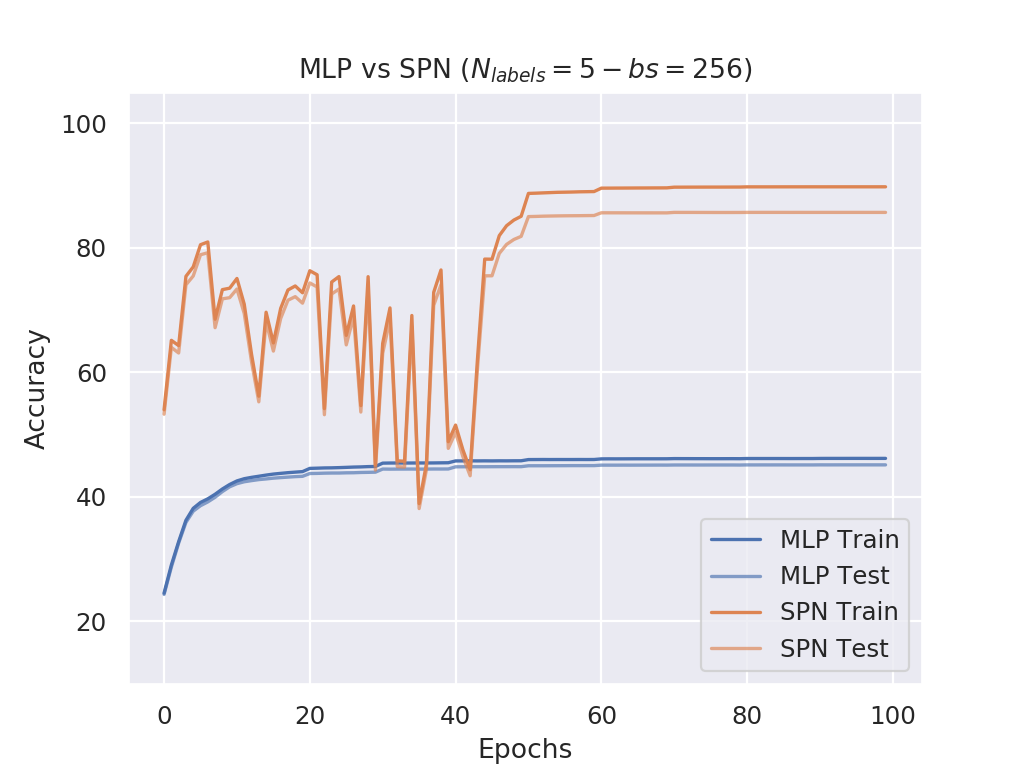 MLP vs SPN (N_labels = 5 − bs = 256)
100
80
60
40
20
Accuracy
0 20 40 60 80 100
Epochs
MLP Train
MLP Test
SPN Train
SPN Test